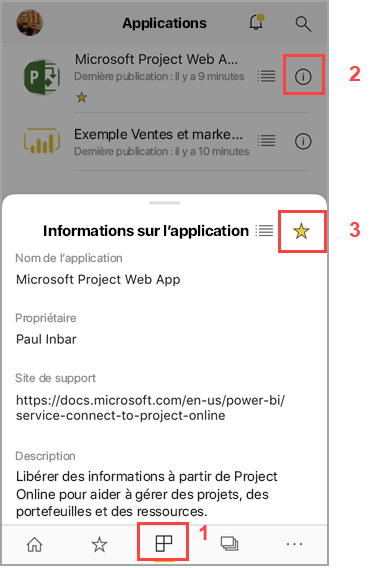 Applications
Microsoft Project Web A...
Dernière publication : il y a 9 minutes
2
Exemple Ventes et marke...
Dernière publication : il y a 10 minutes
Informations sur l'application
3
Nom de l'application
Microsoft Project Web App
Propriétaire
Paul Inbar
Site de support
https://docs.microsoft.com/en-us/power-bi/
service-connect-to-project-online
Description
Libérer des informations à partir de Project
Online pour aider à gérer des projets, des
portefeuilles et des ressources.
1